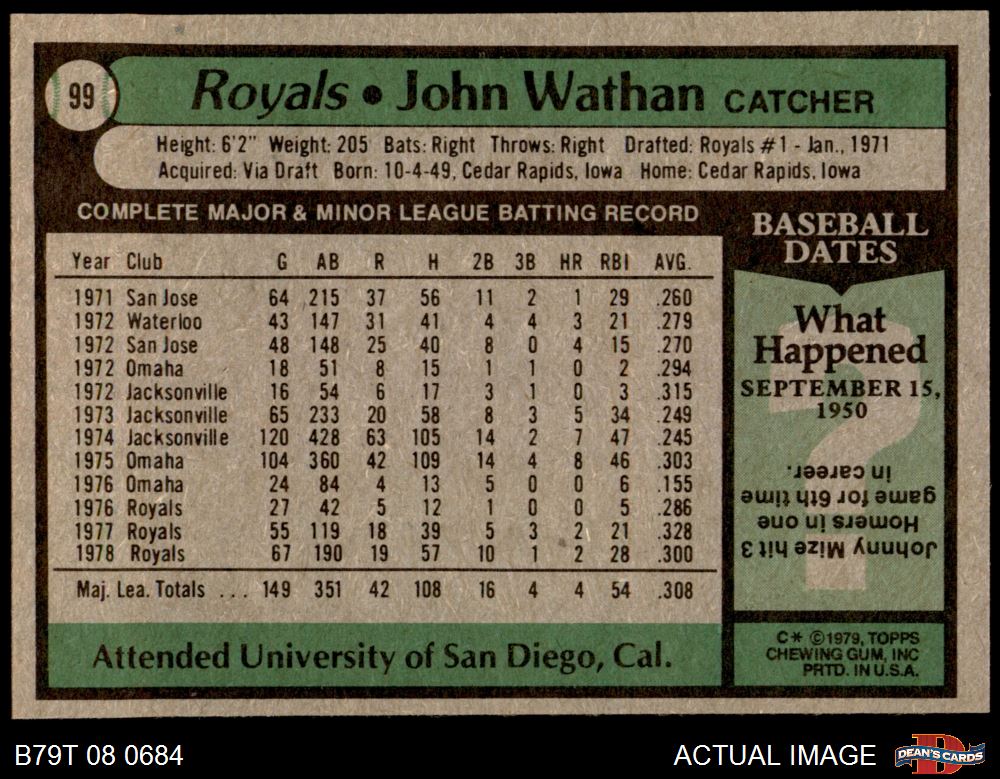 99
Royals • John Wathan CATCHER
Height: 6'2" Weight: 205 Bats: Right Throws: Right Drafted: Royals #1 - Jan., 1971
Acquired: Via Draft Born: 10-4-49, Cedar Rapids, Iowa Home: Cedar Rapids, Iowa
COMPLETE MAJOR & MINOR LEAGUE BATTING RECORD
Year Club G AB R H 2B 3B HR RBI AVG.
1971 San Jose 64 215 37 56 11 2 1 29 .260
1972 Waterloo 43 147 31 41 4 4 3 21 .279
1972 San Jose 48 148 25 40 8 0 4 15 .270
1972 Omaha 18 51 8 15 1 1 0 2 .294
1972 Jacksonville 16 54 6 17 3 1 0 3 .315
1973 Jacksonville 65 233 20 58 8 3 5 34 .249
1974 Jacksonville 120 428 63 105 14 2 7 47 .245
1975 Omaha 104 360 42 109 14 4 8 46 .303
1976 Omaha 24 84 4 13 5 0 0 6 .155
1976 Royals 27 42 5 12 1 0 0 5 .286
1977 Royals 55 119 18 39 5 3 2 21 .328
1978 Royals 67 190 19 57 10 1 2 28 .300
Maj. Lea. Totals ... 149 351 42 108 16 4 4 54 .308
Attended University of San Diego, Cal.
BASEBALL
DATES
What
Happened
SEPTEMBER 15,
1950
Johnny Mize hit 3
Homers in one
game for 6th time
in career.
C* ©1979, TOPPS
CHEWING GUM, INC
PRTD. IN U.S.A.
B79T 08 0684
ACTUAL IMAGE
DEAN'S CARDS